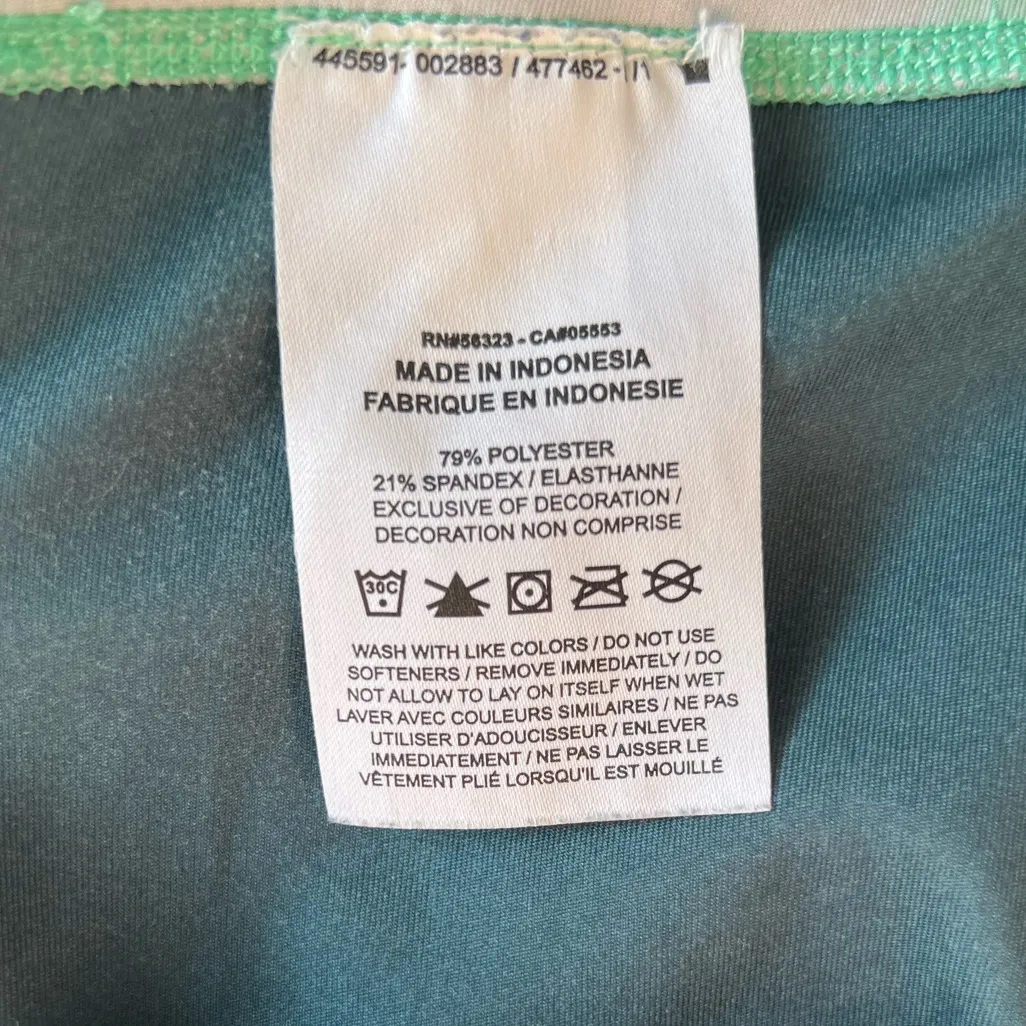 445591- 002883 / 477462 -
RN#56323 - CA#05553
MADE IN INDONESIA
FABRIQUE EN INDONESIE
79% POLYESTER
21% SPANDEX / ELASTHANNE
EXCLUSIVE OF DECORATION /
DECORATION NON COMPRISE
30C
WASH WITH LIKE COLORS / DO NOT USE
SOFTENERS / REMOVE IMMEDIATELY / DO
NOT ALLOW TO LAY ON ITSELF WHEN WET
LAVER AVEC COULEURS SIMILAIRES / NE PAS
UTILISER D'ADOUCISSEUR / ENLEVER
IMMEDIATEMENT / NE PAS LAISSER LE
VÊTEMENT PLIÉ LORSQU'IL EST MOUILLÉ